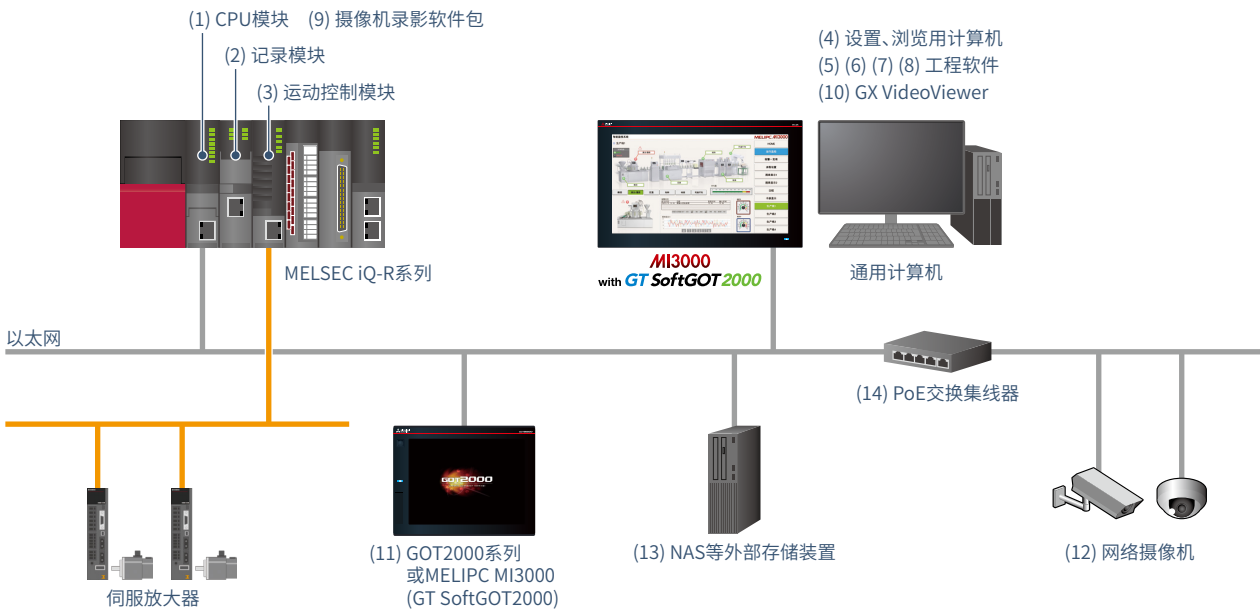 (1) CPU模块 (9) 摄像机录影软件包
(2) 记录模块
(3) 运动控制模块
(4) 设置、浏览用计算机
(5) (6) (7) (8) 工程软件
(10) GX VideoViewer
MELIPC MI3000
HOME
MELSEC iQ-R系列
MI3000
with GT SoftGOT2000
通用计算机
以太网
(14) PoE交换集线器
GOT2000
(11) GOT2000系列
或MELIPC MI3000
(GT SoftGOT2000)
(13) NAS等外部存储装置
(12) 网络摄像机
伺服放大器